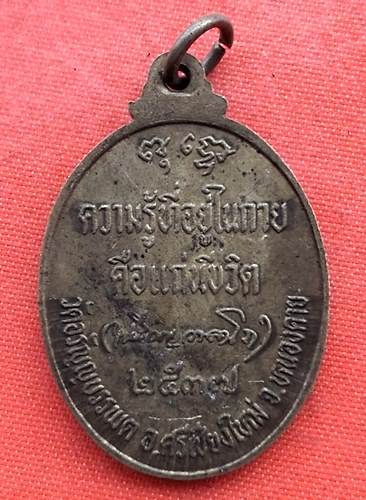 ความรู้ที่อยู่ในกาย
คือแก่นชีวิต
๒๕๓๗
วัดอรัญญบรรพต อ.ศรีเชียงใหม่ จ.หนองคาย